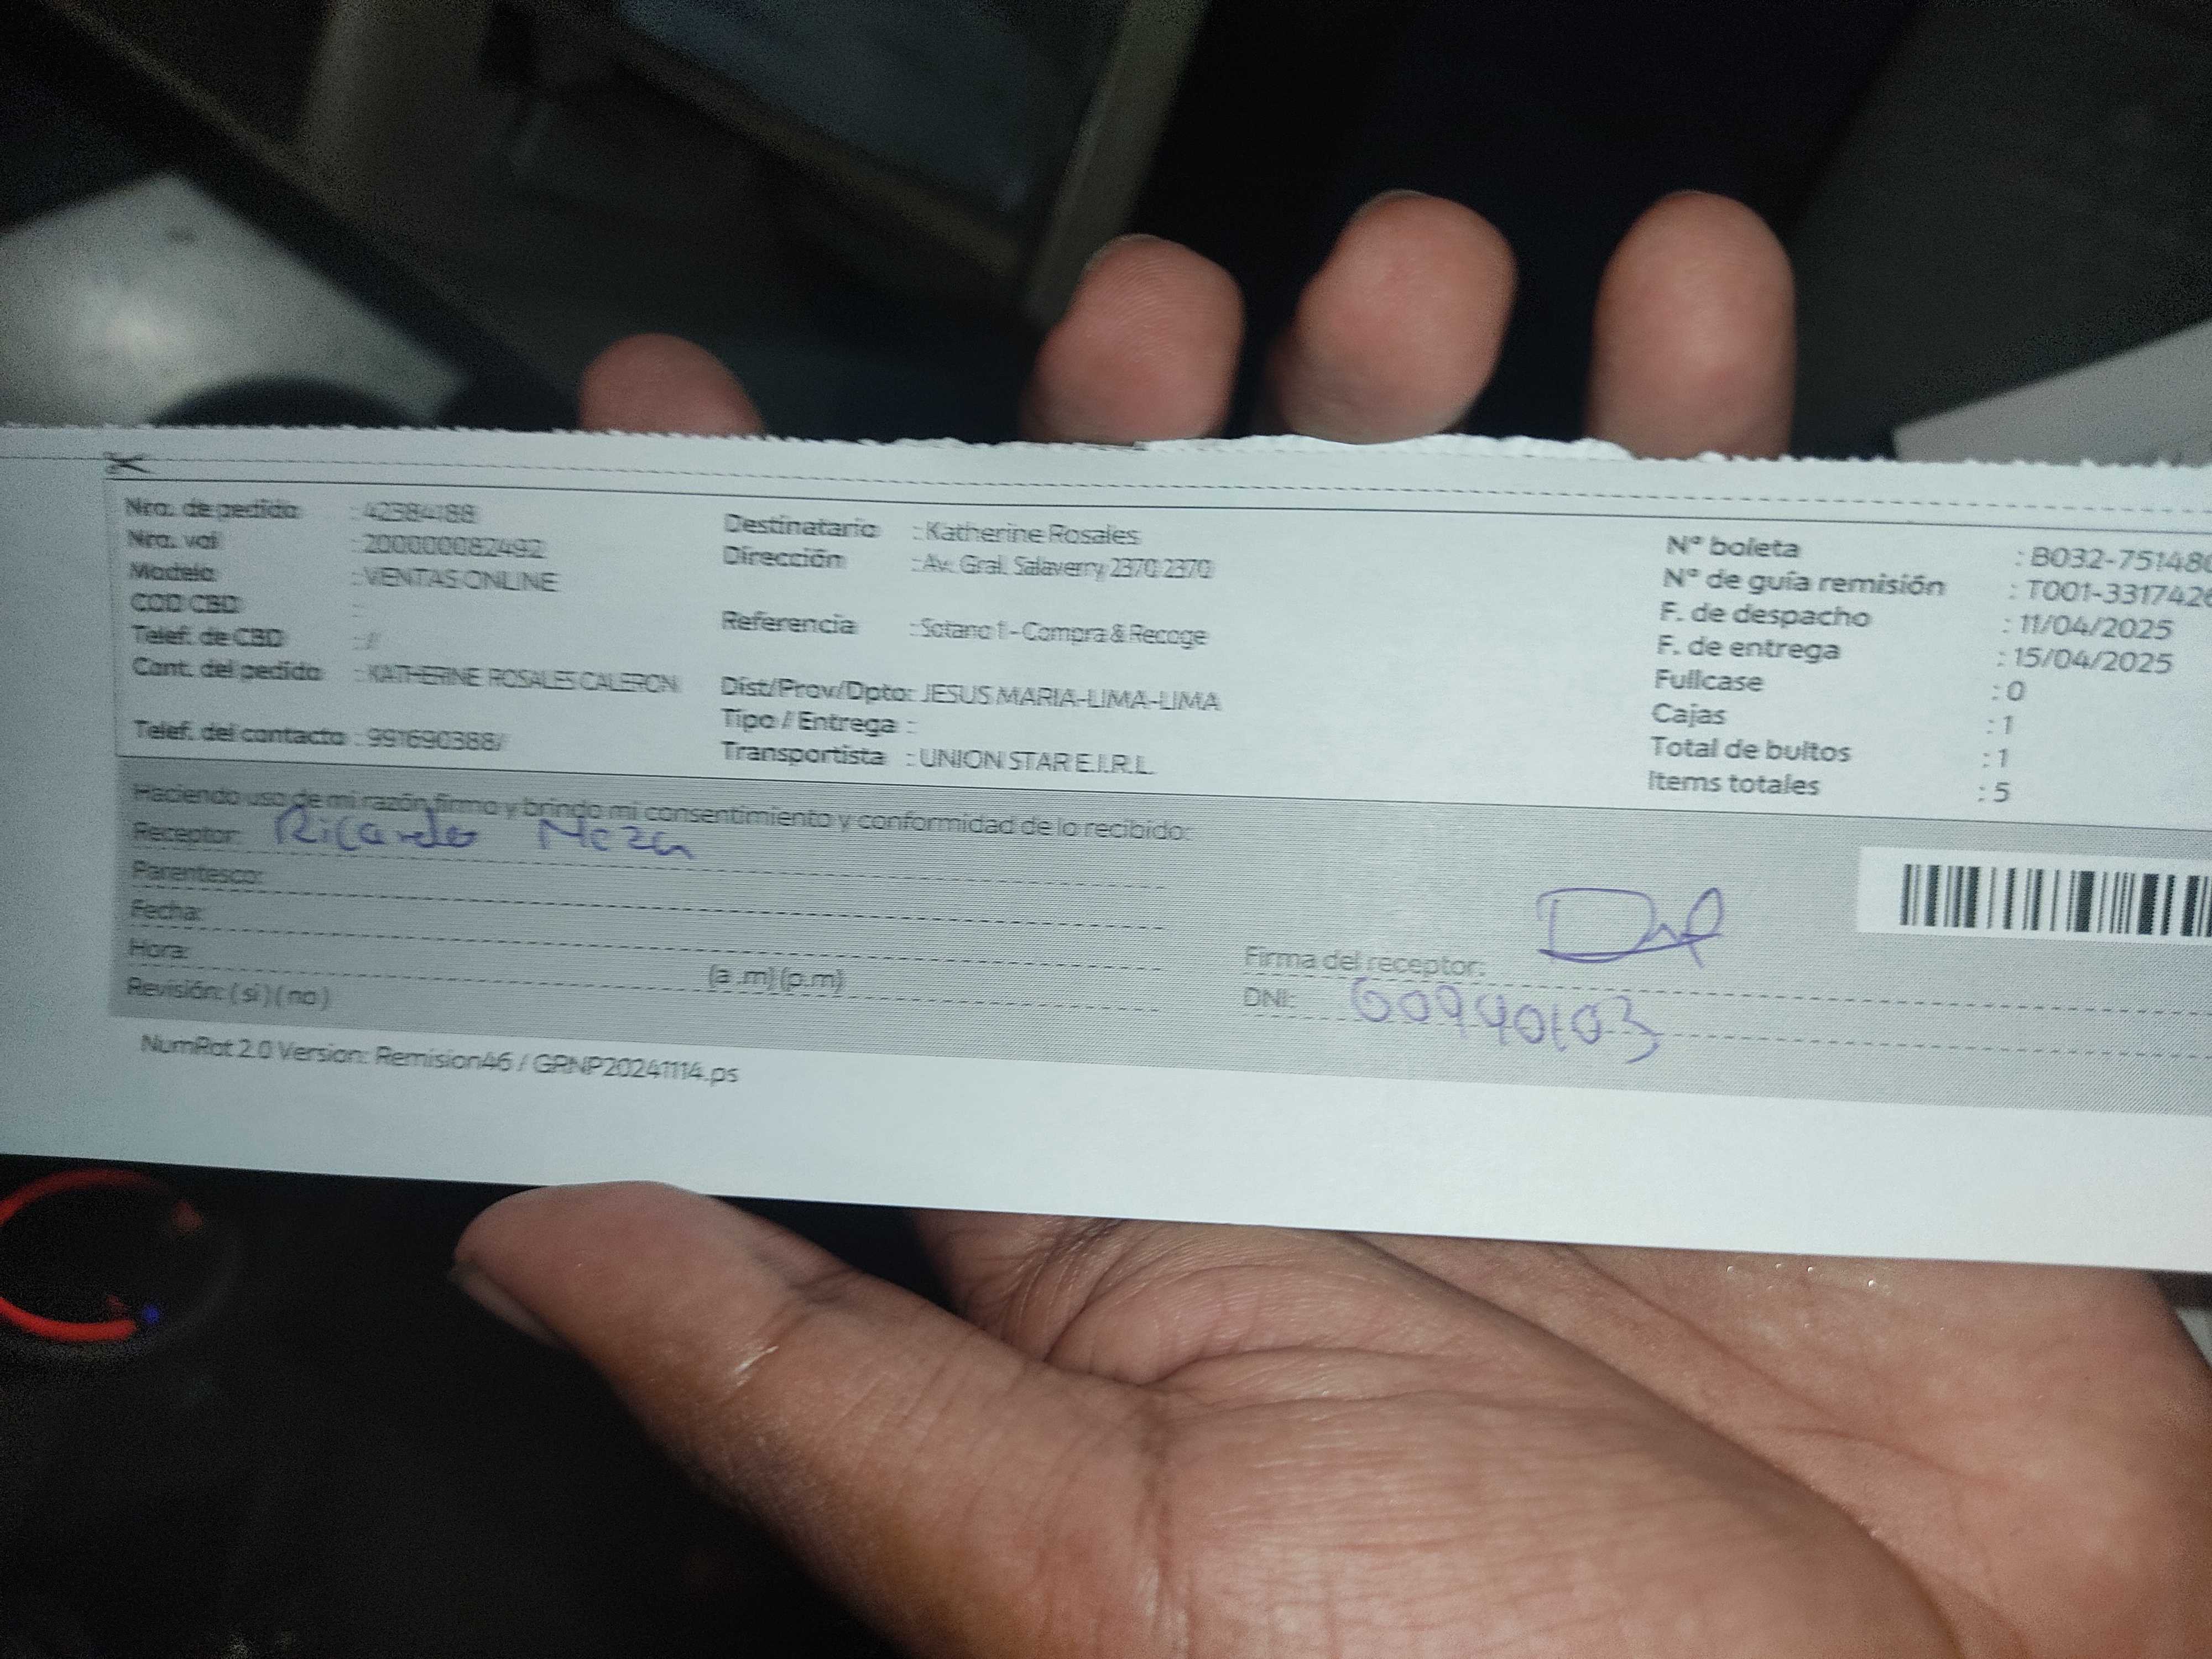 Nro. de pedido : 42384188
Nro. vol : 200000082492
Modelo : VENTAS ONLINE
COD CBD :
Telef. de CBD : /
Cont. del pedido : KATHERINE ROSALES CALERON
Telef. del contacto : 991690388/
Destinatario : Katherine Rosales
Dirección : Av. Gral. Salaverry 2370 2370
Referencia : Sotano 1 - Compra & Recoge
Dist/Prov/Dpto: JESUS MARIA-LIMA-LIMA
Tipo / Entrega :
Transportista : UNION STAR E.I.R.L.
N° boleta : B032-751480
N° de guía remisión : T001-3317426
F. de despacho : 11/04/2025
F. de entrega : 15/04/2025
Fullcase : 0
Cajas : 1
Total de bultos : 1
Items totales : 5
Haciendo uso de mi razón firmo y brindo mi consentimiento y conformidad de lo recibido:
Receptor: Ricardo Meza
Parentesco:
Fecha:
Hora: (a .m) (p.m)
Revisión: ( si ) ( no )
Firma del receptor:
DNI: 60940103
NumRot 2.0 Version: Remision46 / GRNP20241114.ps